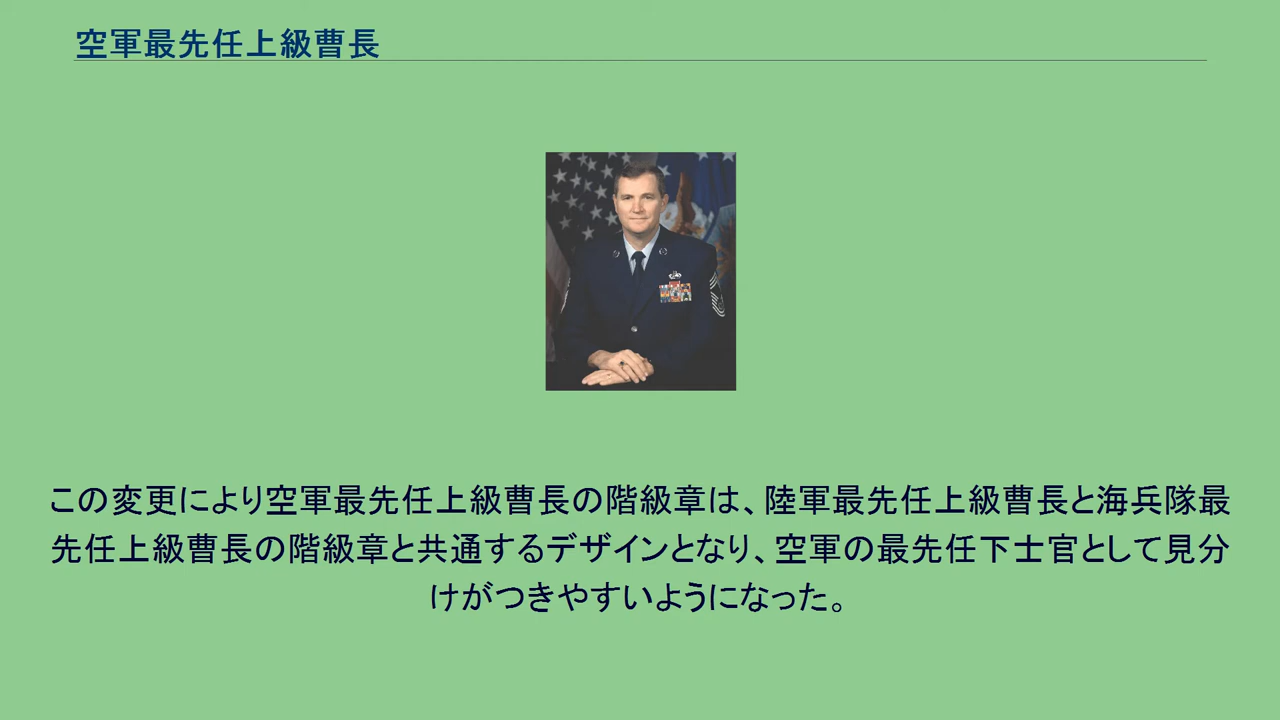 空軍最先任上級曹長
この変更により空軍最先任上級曹長の階級章は、陸軍最先任上級曹長と海兵隊最
先任上級曹長の階級章と共通するデザインとなり、空軍の最先任下士官として見分
けがつきやすいようになった。